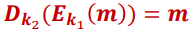 D_{k_2}(E_{k_1}(m)) = m